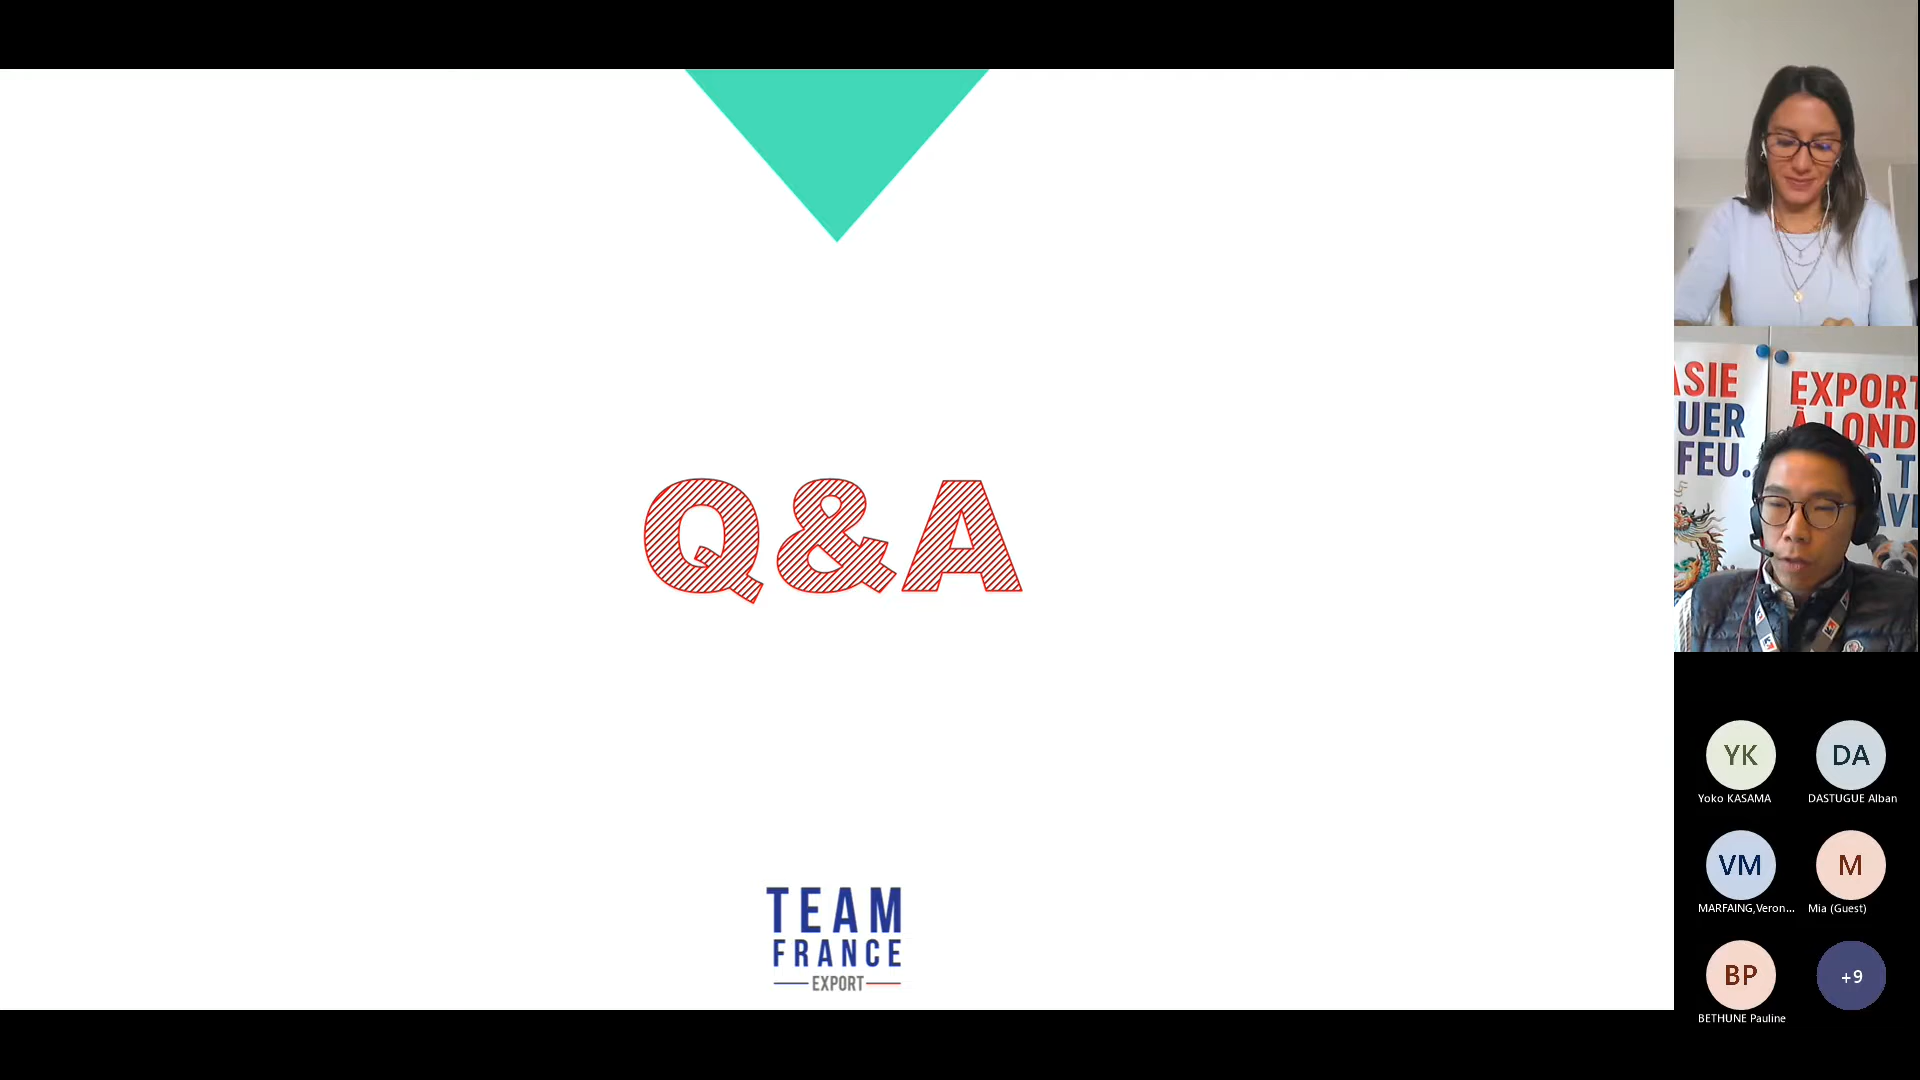 Q&A
TEAM
FRANCE
EXPORT
ASIE
UER
FEU.
EXPORT
À LOND
YK
DA
Yoko KASAMA
DASTUGUE Alban
VM
M
MARFAING,Veron...
Mia (Guest)
BP
+9
BETHUNE Pauline